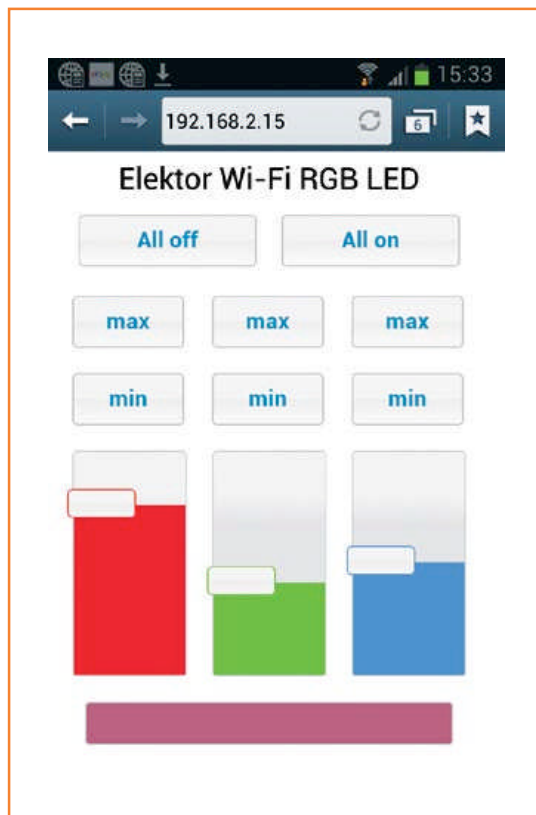 15:33
192.168.2.15
6
Elektor Wi-Fi RGB LED
All off All on
max max max
min min min